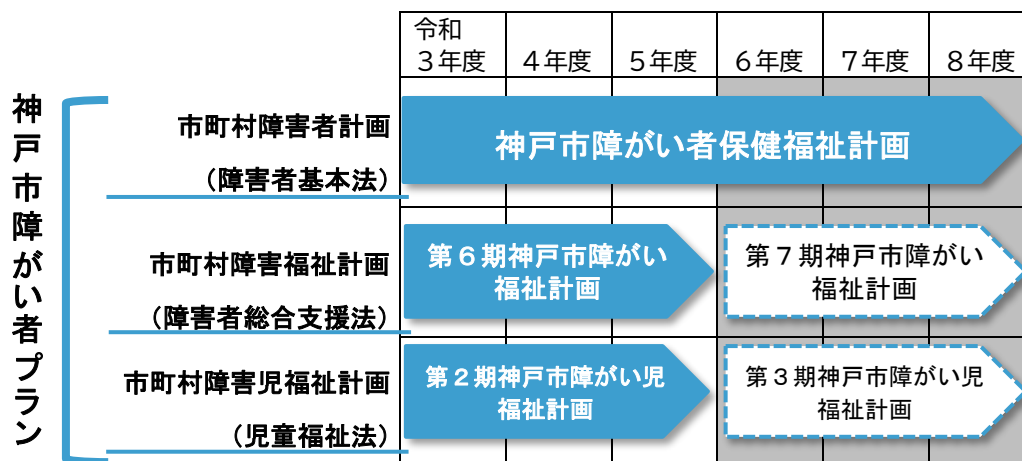 神戸市障がい者プラン
令和
３年度 ４年度 ５年度 ６年度 ７年度 ８年度
市町村障害者計画
（障害者基本法）
神戸市障がい者保健福祉計画
市町村障害福祉計画
（障害者総合支援法）
第６期神戸市障がい
福祉計画
第７期神戸市障がい
福祉計画
市町村障害児福祉計画
（児童福祉法）
第２期神戸市障がい児
福祉計画
第３期神戸市障がい児
福祉計画